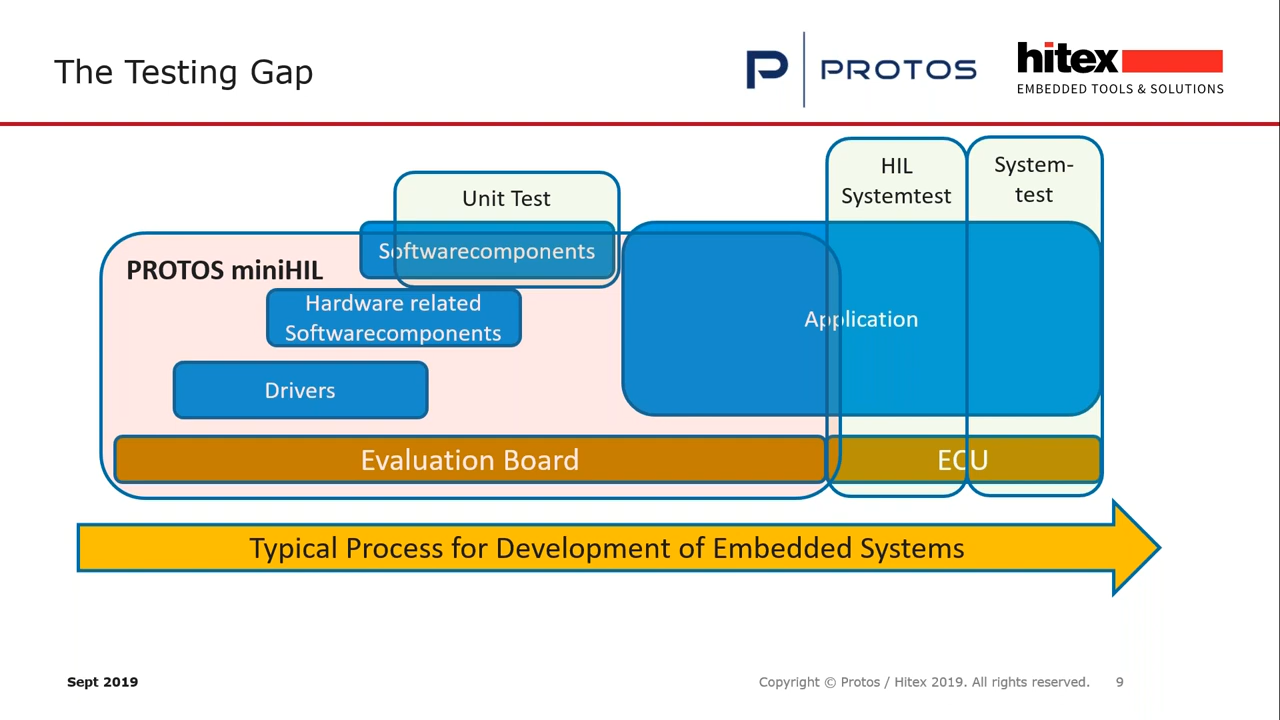 The Testing Gap
P PROTOS
hitex
EMBEDDED TOOLS & SOLUTIONS
HIL
Systemtest
System-
test
Unit Test
Softwarecomponents
PROTOS miniHIL
Hardware related
Softwarecomponents
Application
Drivers
Evaluation Board
ECU
Typical Process for Development of Embedded Systems
Sept 2019
Copyright © Protos / Hitex 2019. All rights reserved. 9